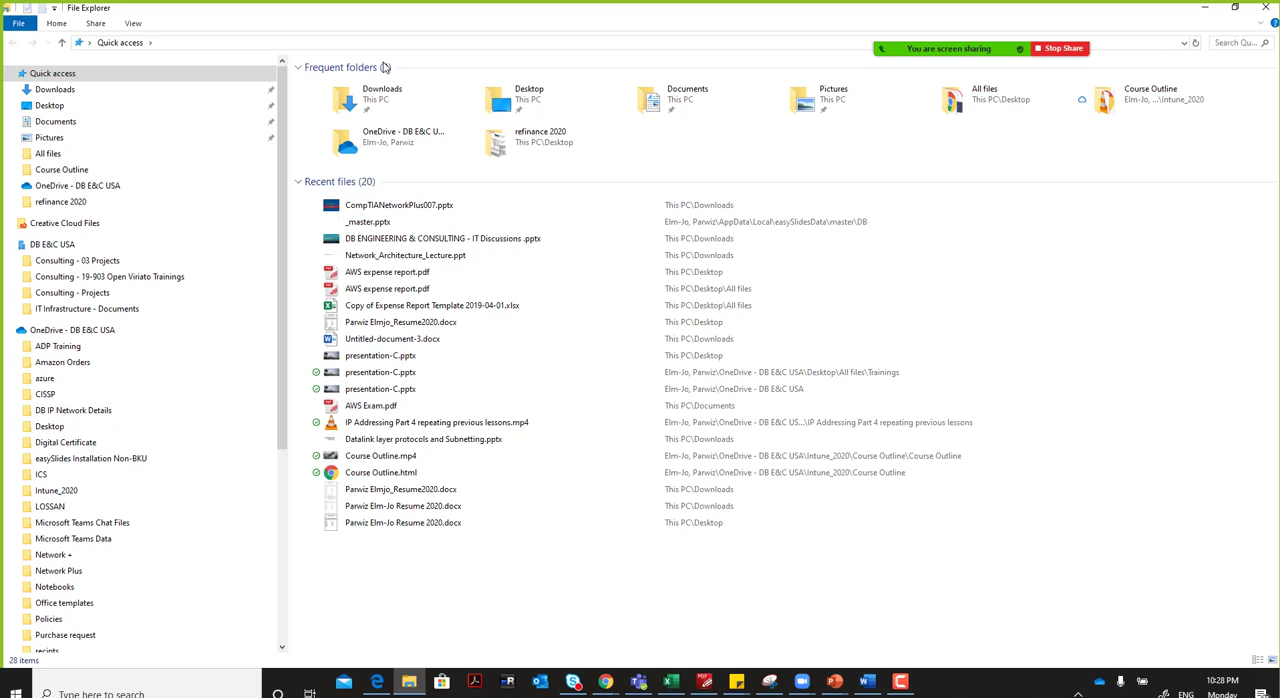 File Explorer
File Home Share View
Quick access
You are screen sharing Stop Share
Search Qu...
Quick access
Downloads
Desktop
Documents
Pictures
All files
Course Outline
OneDrive - DB E&C USA
refinance 2020
Creative Cloud Files
DB E&C USA
Consulting - 03 Projects
Consulting - 19-903 Open Viriato Training
Consulting - Projects
IT Infrastructure - Documents
OneDrive - DB E&C USA
ADP Training
Amazon Orders
azure
CISSP
DB IP Network Details
Desktop
Digital Certificate
easySlides Installation Non-BKU
ICS
Intune_2020
LOSSAN
Microsoft Teams Chat Files
Microsoft Teams Data
Network +
Network Plus
Notebooks
Office templates
Policies
Purchase request
recipts
Frequent folders (8)
Downloads
This PC
Desktop
This PC
Documents
This PC
Pictures
This PC
All files
This PC\Desktop
Course Outline
Elm-Jo, ...\Intune_2020
OneDrive - DB E&C U...
Elm-Jo, Parwiz
refinance 2020
This PC\Desktop
Recent files (20)
CompTIANetworkPlus007.pptx This PC\Downloads
_master.pptx Elm-Jo, Parwiz\AppData\Local\easySlidesData\master\DB
DB ENGINEERING & CONSULTING - IT Discussions .pptx This PC\Downloads
Network_Architecture_Lecture.ppt This PC\Downloads
AWS expense report.pdf This PC\Desktop
AWS expense report.pdf This PC\Desktop\All files
Copy of Expense Report Template 2019-04-01.xlsx This PC\Desktop\All files
Parwiz Elmjo_Resume2020.docx This PC\Desktop
Untitled-document-3.docx This PC\Downloads
presentation-C.pptx This PC\Desktop
presentation-C.pptx Elm-Jo, Parwiz\OneDrive - DB E&C USA\Desktop\All files\Trainings
presentation-C.pptx Elm-Jo, Parwiz\OneDrive - DB E&C USA
AWS Exam.pdf This PC\Documents
IP Addressing Part 4 repeating previous lessons.mp4 Elm-Jo, Parwiz\OneDrive - DB E&C US...\IP Addressing Part 4 repeating previous lessons
Datalink layer protocols and Subnetting.pptx This PC\Downloads
Course Outline.mp4 Elm-Jo, Parwiz\OneDrive - DB E&C USA\Intune_2020\Course Outline\Course Outline
Course Outline.html Elm-Jo, Parwiz\OneDrive - DB E&C USA\Intune_2020\Course Outline
Parwiz Elmjo_Resume2020.docx This PC\Downloads
Parwiz Elm-Jo Resume 2020.docx This PC\Downloads
Parwiz Elm-Jo Resume 2020.docx This PC\Desktop
28 items
Type here to search
10:28 PM
ENG Monday